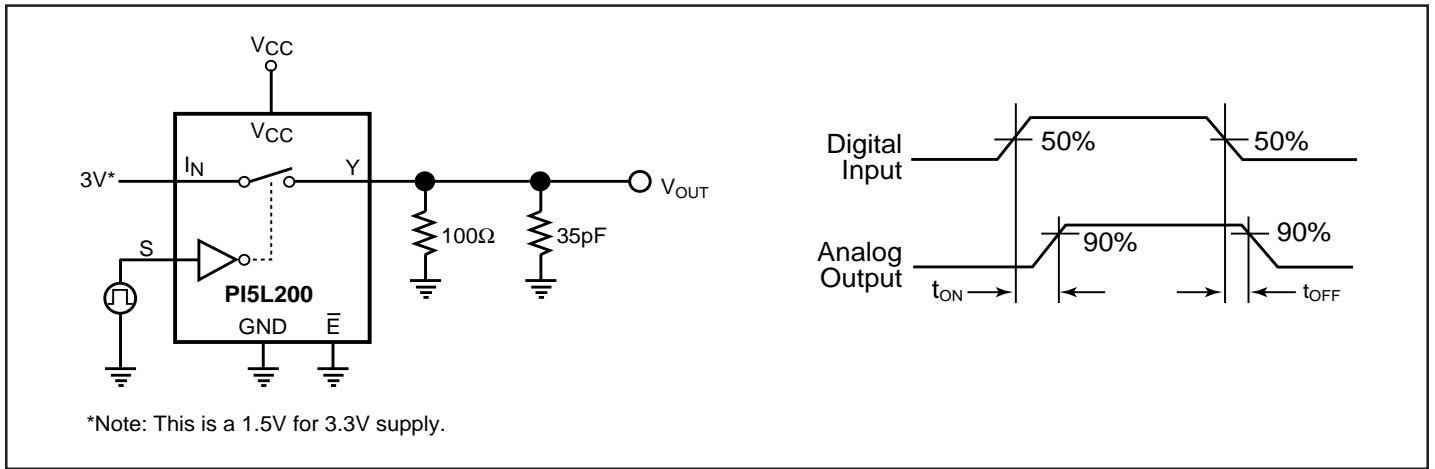 VCC
VCC
3V*
IN
Y
VOUT
100Ω
35pF
S
PI5L200
GND
E̅
*Note: This is a 1.5V for 3.3V supply.
Digital
Input
50%
50%
Analog
Output
90%
90%
tON
tOFF